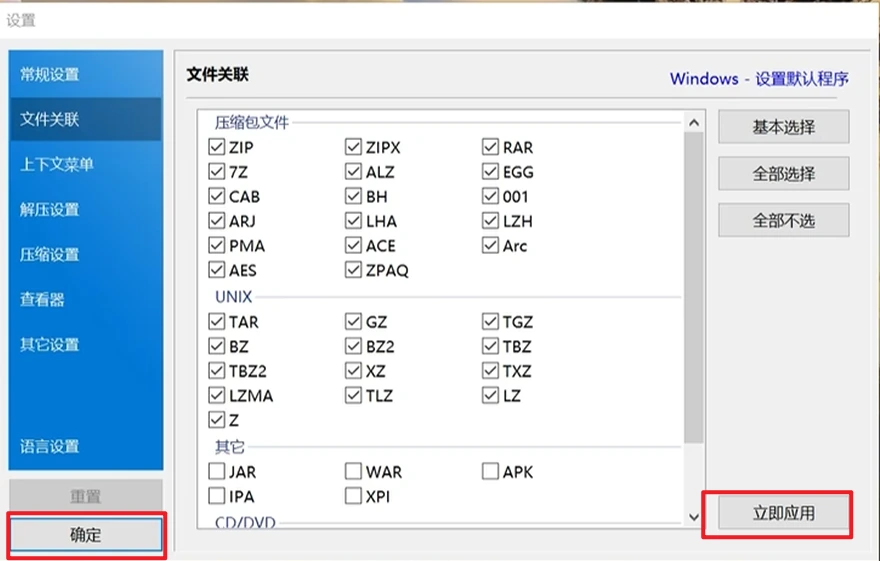 设置
常规设置
文件关联
上下文菜单
解压设置
压缩设置
查看器
其它设置
语言设置
重置
确定
文件关联
Windows - 设置默认程序
压缩包文件
ZIP ZIPX RAR
7Z ALZ EGG
CAB BH 001
ARJ LHA LZH
PMA ACE Arc
AES ZPAQ
UNIX
TAR GZ TGZ
BZ BZ2 TBZ
TBZ2 XZ TXZ
LZMA TLZ LZ
Z
其它
JAR WAR APK
IPA XPI
CD/DVD
基本选择
全部选择
全部不选
立即应用